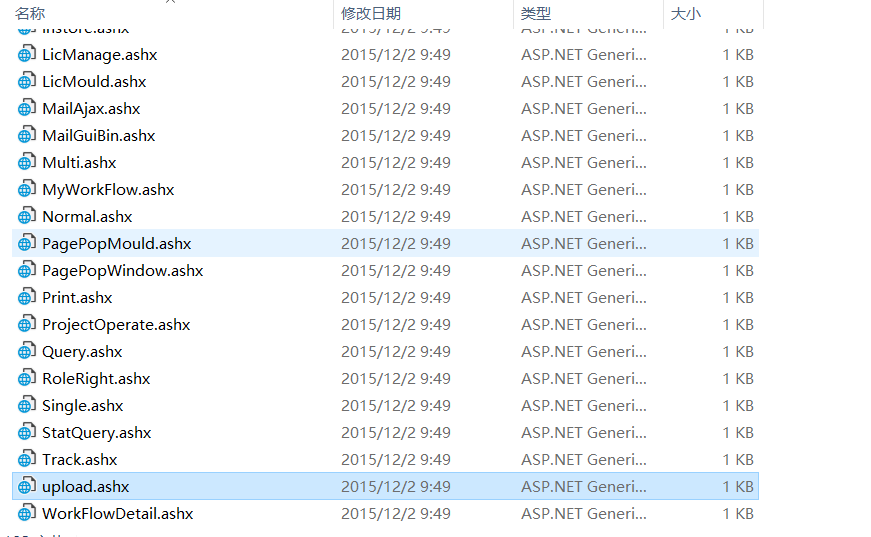 名称 修改日期 类型 大小
Instore.ashx 2015/12/2 9:49 ASP.NET Generi... 1 KB
LicManage.ashx 2015/12/2 9:49 ASP.NET Generi... 1 KB
LicMould.ashx 2015/12/2 9:49 ASP.NET Generi... 1 KB
MailAjax.ashx 2015/12/2 9:49 ASP.NET Generi... 1 KB
MailGuiBin.ashx 2015/12/2 9:49 ASP.NET Generi... 1 KB
Multi.ashx 2015/12/2 9:49 ASP.NET Generi... 1 KB
MyWorkFlow.ashx 2015/12/2 9:49 ASP.NET Generi... 1 KB
Normal.ashx 2015/12/2 9:49 ASP.NET Generi... 1 KB
PagePopMould.ashx 2015/12/2 9:49 ASP.NET Generi... 1 KB
PagePopWindow.ashx 2015/12/2 9:49 ASP.NET Generi... 1 KB
Print.ashx 2015/12/2 9:49 ASP.NET Generi... 1 KB
ProjectOperate.ashx 2015/12/2 9:49 ASP.NET Generi... 1 KB
Query.ashx 2015/12/2 9:49 ASP.NET Generi... 1 KB
RoleRight.ashx 2015/12/2 9:49 ASP.NET Generi... 1 KB
Single.ashx 2015/12/2 9:49 ASP.NET Generi... 1 KB
StatQuery.ashx 2015/12/2 9:49 ASP.NET Generi... 1 KB
Track.ashx 2015/12/2 9:49 ASP.NET Generi... 1 KB
upload.ashx 2015/12/2 9:49 ASP.NET Generi... 1 KB
WorkFlowDetail.ashx 2015/12/2 9:49 ASP.NET Generi... 1 KB